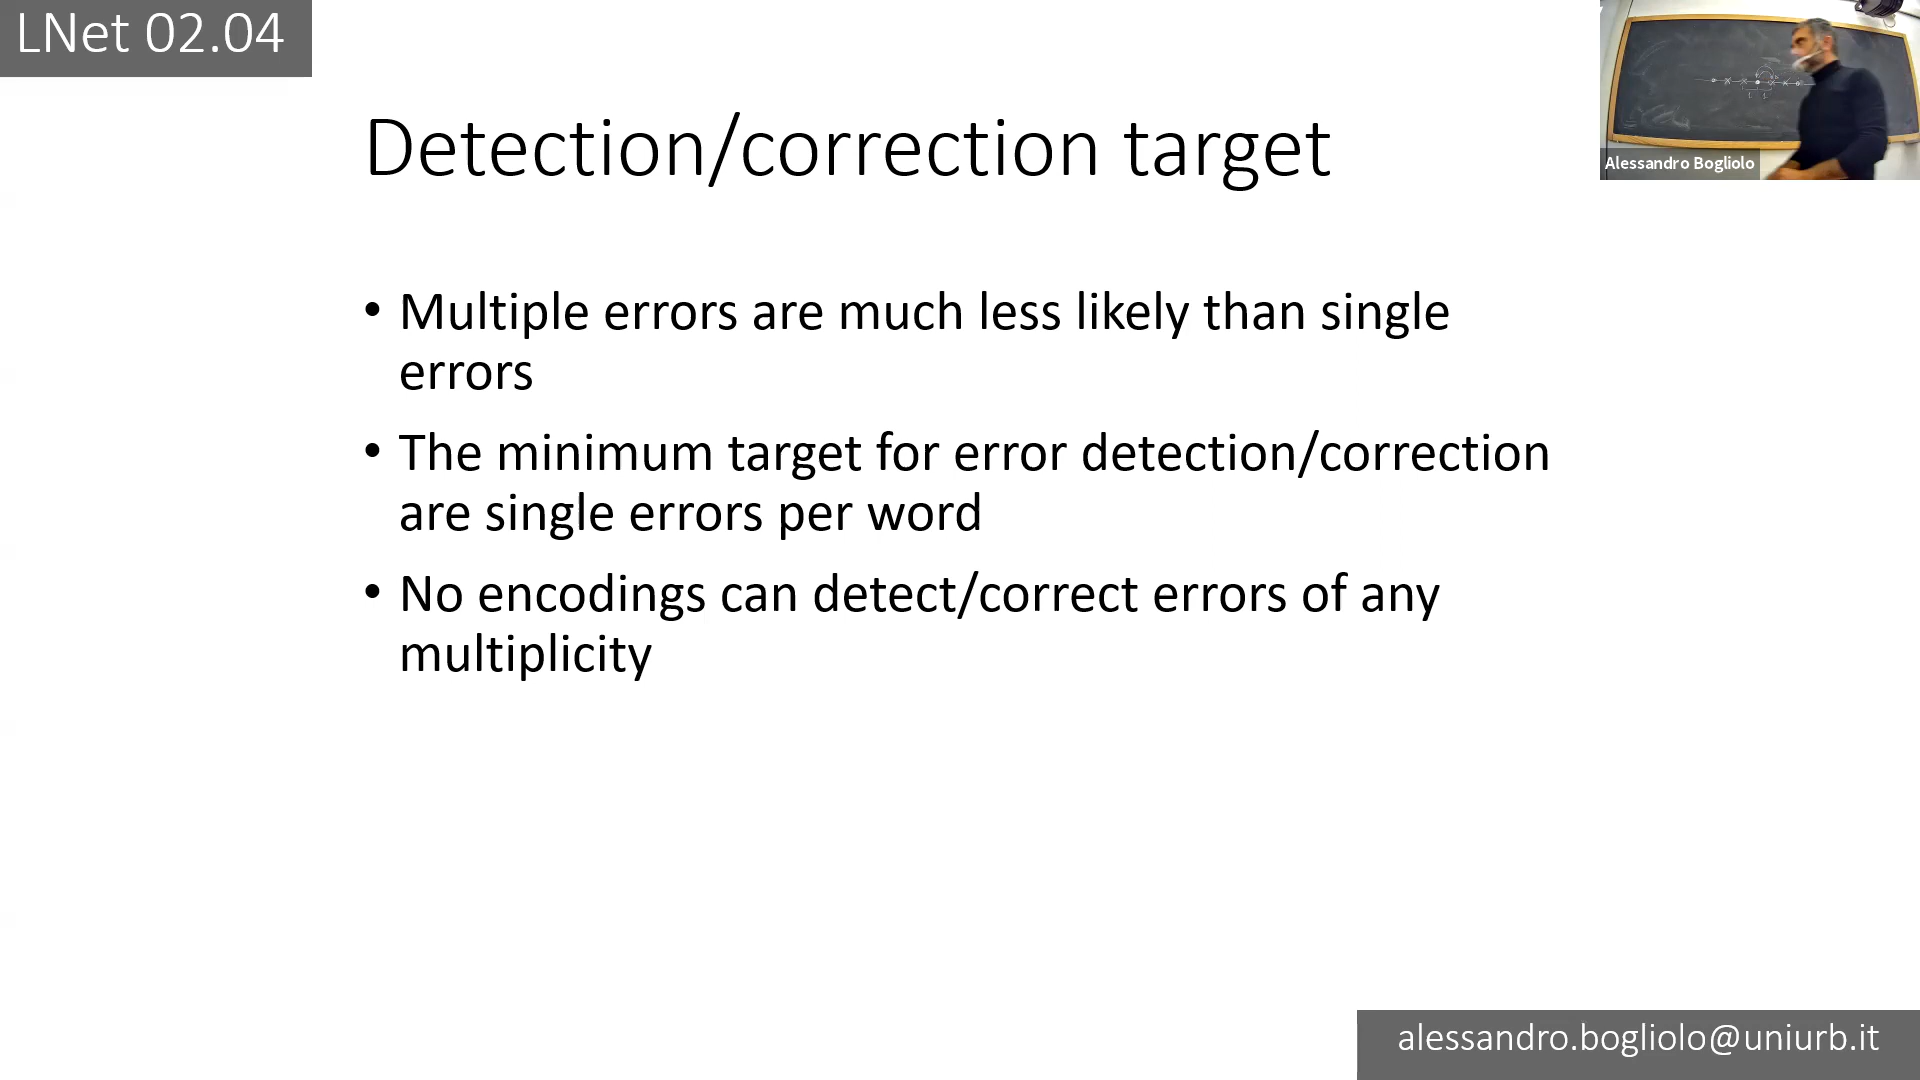 LNet 02.04
Alessandro Bogliolo
Detection/correction target
• Multiple errors are much less likely than single
errors
• The minimum target for error detection/correction
are single errors per word
• No encodings can detect/correct errors of any
multiplicity
alessandro.bogliolo@uniurb.it